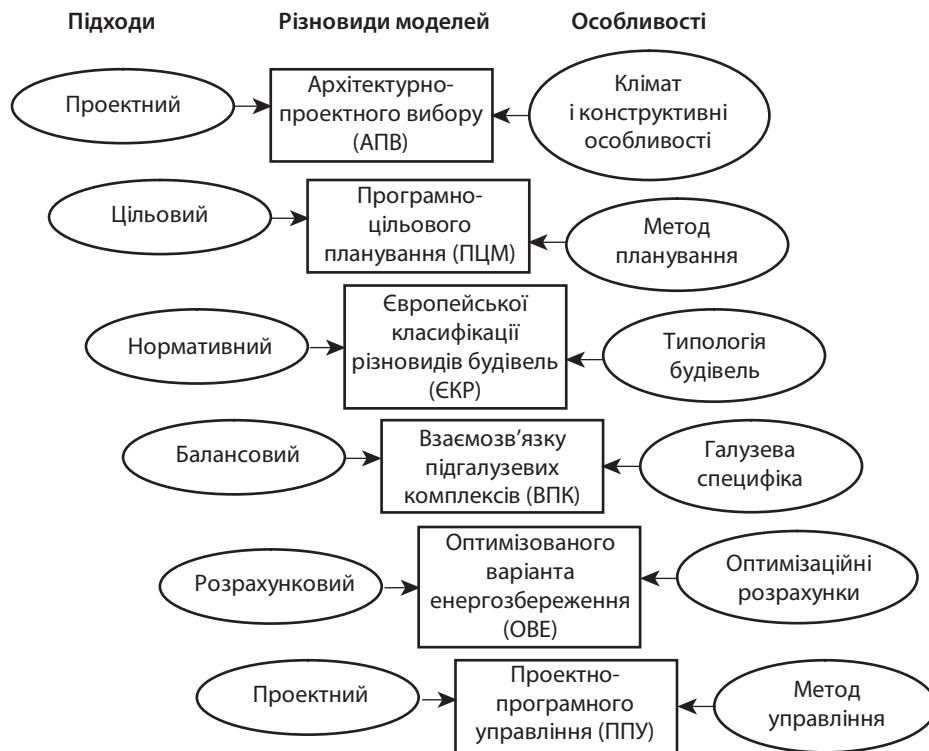 Підходи
Різновиди моделей
Особливості
Проектний
Архітектурно-
проектного вибору
(АПВ)
Клімат
і конструктивні
особливості
Цільовий
Програмно-
цільового
планування (ПЦМ)
Метод
планування
Нормативний
Європейської
класифікації
різновидів будівель
(ЄКР)
Типологія
будівель
Балансовий
Взаємозв'язку
підгалузевих
комплексів (ВПК)
Галузева
специфіка
Розрахунковий
Оптимізованого
варіанта
енергозбереження
(ОВЕ)
Оптимізаційні
розрахунки
Проектний
Проектно-
програмного
управління (ППУ)
Метод
управління